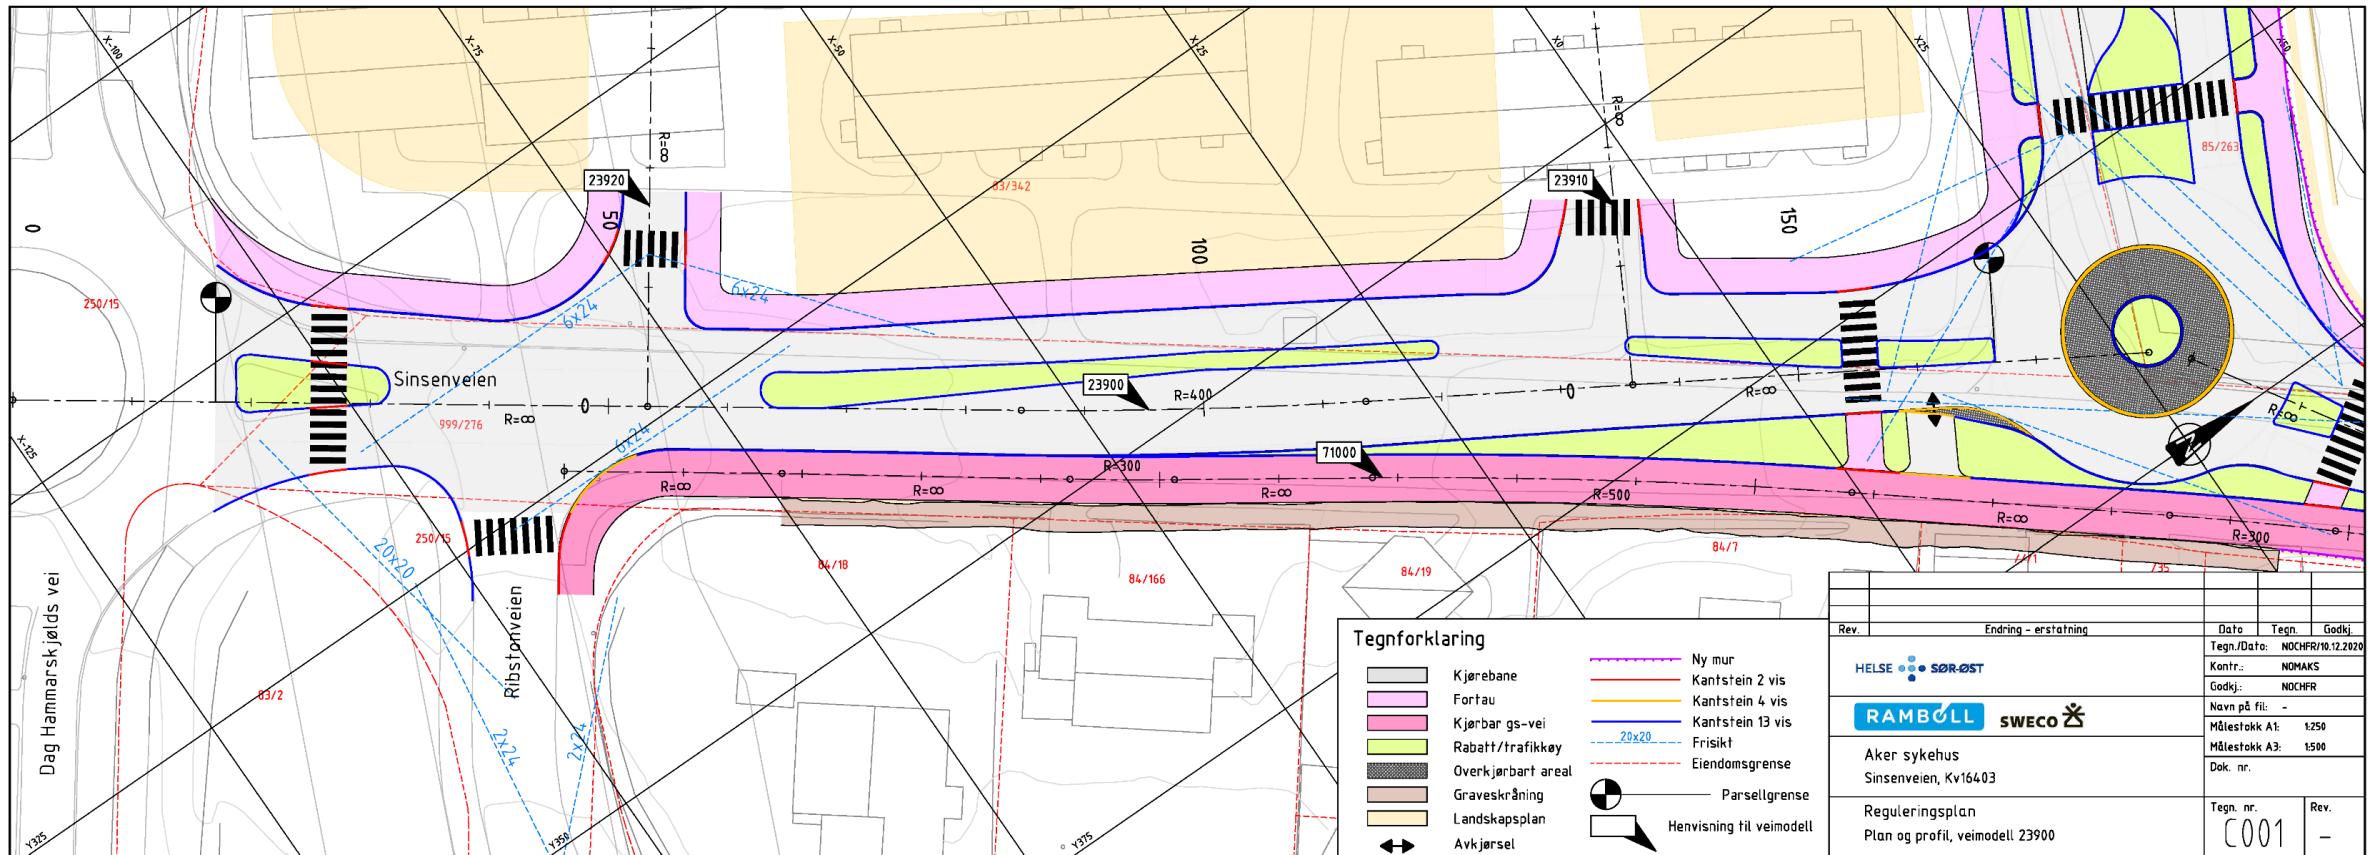 X-100
X-75
X-50
X-25
X0
X25
X50
R=∞
R=∞
23920
23910
83/342
85/263
0
50
100
150
250/15
6x24
6x24
Sinsenveien
23900
R=400
0
0
R=∞
R=∞
R=∞
999/276
6x24
71000
X-125
R=300
R=∞
R=∞
R=∞
R=500
R=∞
R=300
250/15
20x20
84/18
84/166
84/19
84/7
/35
Dag Hammarskjølds vei
Ribstonveien
83/2
2x24
2x24
Y325
Y350
Y375
Tegnforklaring
Kjørebane
Fortau
Kjørbar gs-vei
Rabatt/trafikkøy
Overkjørbart areal
Graveskråning
Landskapsplan
Avkjørsel
Ny mur
Kantstein 2 vis
Kantstein 4 vis
Kantstein 13 vis
20x20 Frisikt
Eiendomsgrense
Parsellgrense
Henvisning til veimodell
Rev. Endring - erstatning Dato Tegn. Godkj.
HELSE SØR-ØST
RAMBOLL SWECO
Aker sykehus
Sinsenveien, Kv16403
Reguleringsplan
Plan og profil, veimodell 23900
Tegn./Dato: NOCHFR/10.12.2020
Kontr.: NOMAKS
Godkj.: NOCHFR
Navn på fil: -
Målestokk A1: 1:250
Målestokk A3: 1:500
Dok. nr.
Tegn. nr. Rev.
C001 -